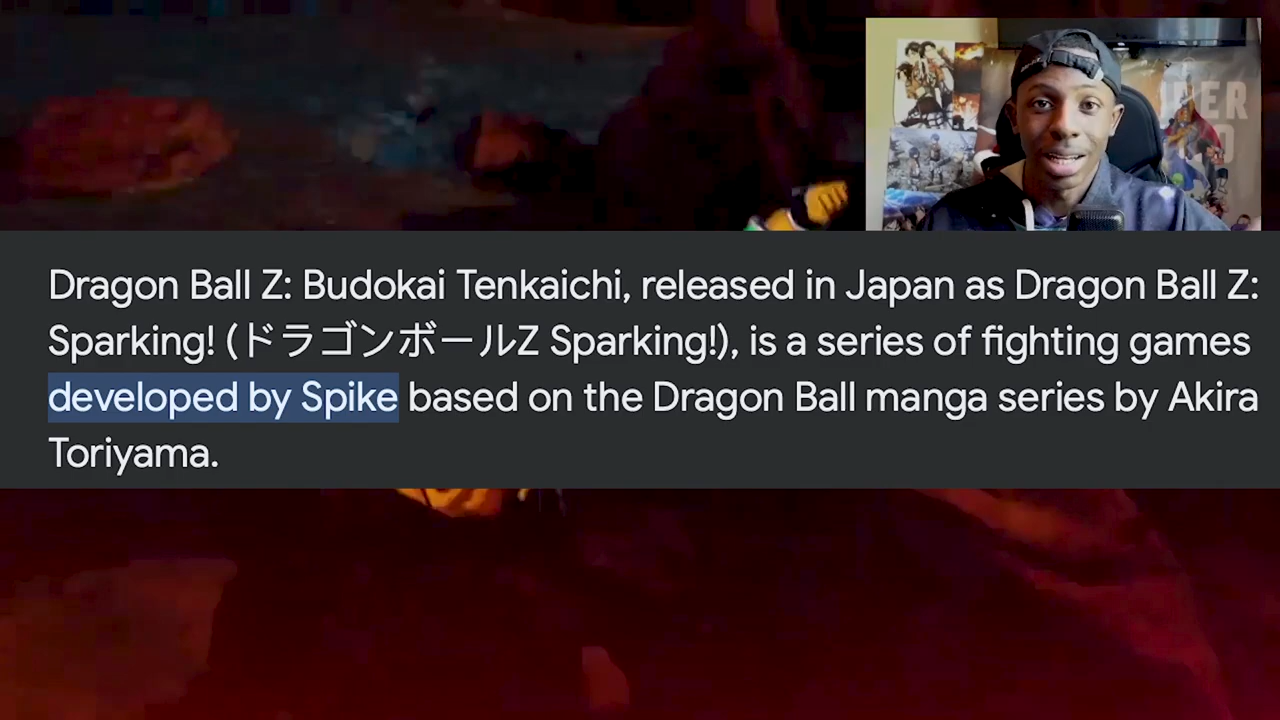 Dragon Ball Z: Budokai Tenkaichi, released in Japan as Dragon Ball Z:
Sparking! (ドラゴンボールZ Sparking!), is a series of fighting games
developed by Spike based on the Dragon Ball manga series by Akira
Toriyama.